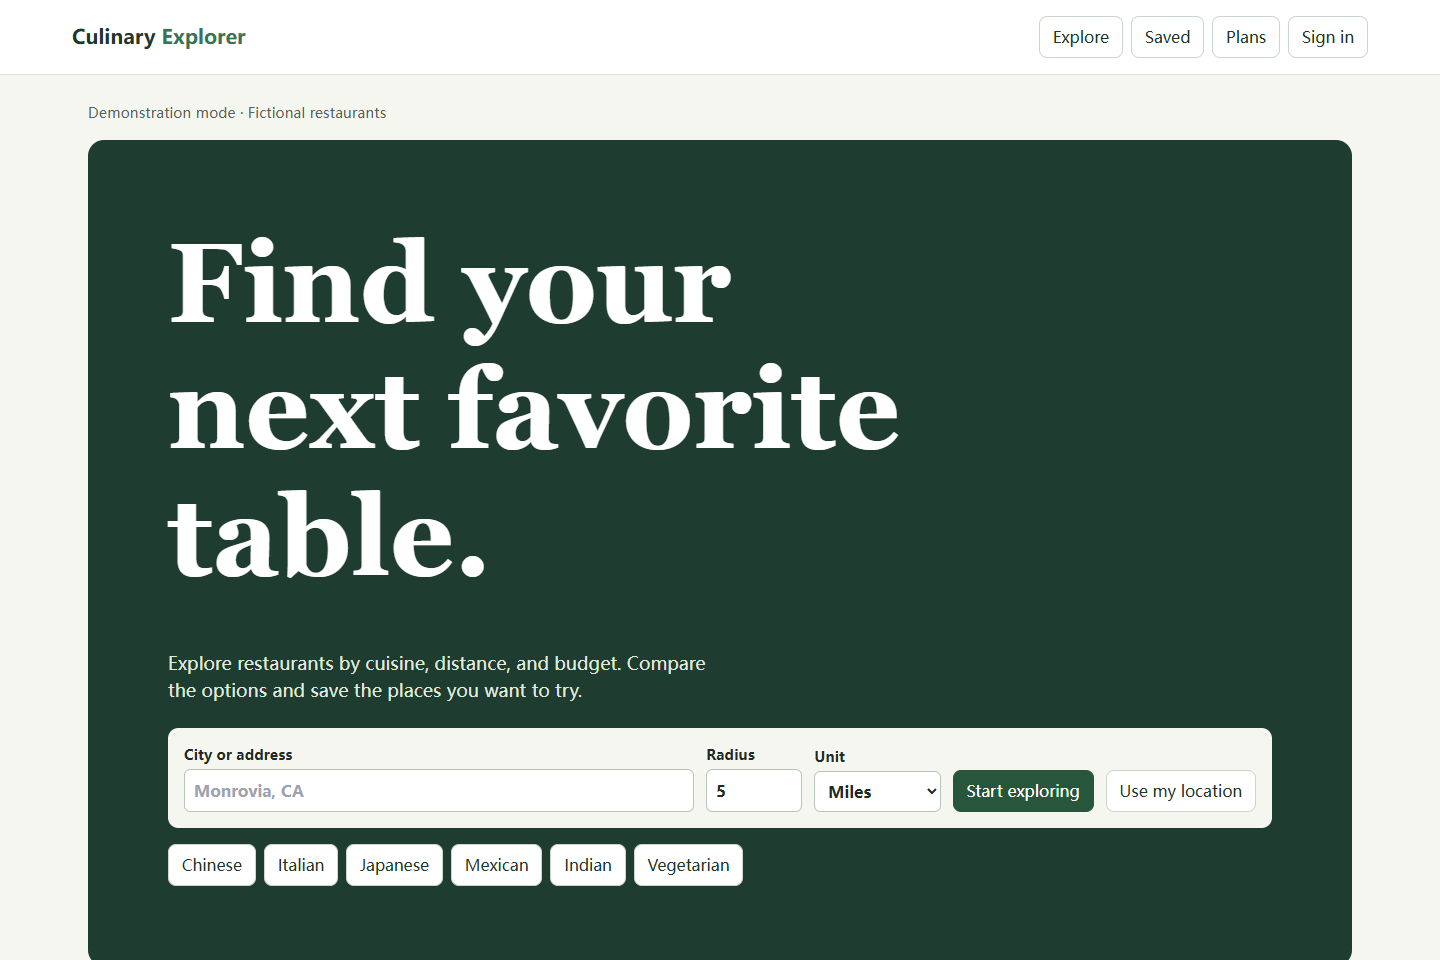 Culinary Explorer
Explore
Saved
Plans
Sign in
Demonstration mode · Fictional restaurants
Find your
next favorite
table.
Explore restaurants by cuisine, distance, and budget. Compare
the options and save the places you want to try.
City or address
Radius
Unit
Monrovia, CA
5
Miles
Start exploring
Use my location
Chinese
Italian
Japanese
Mexican
Indian
Vegetarian